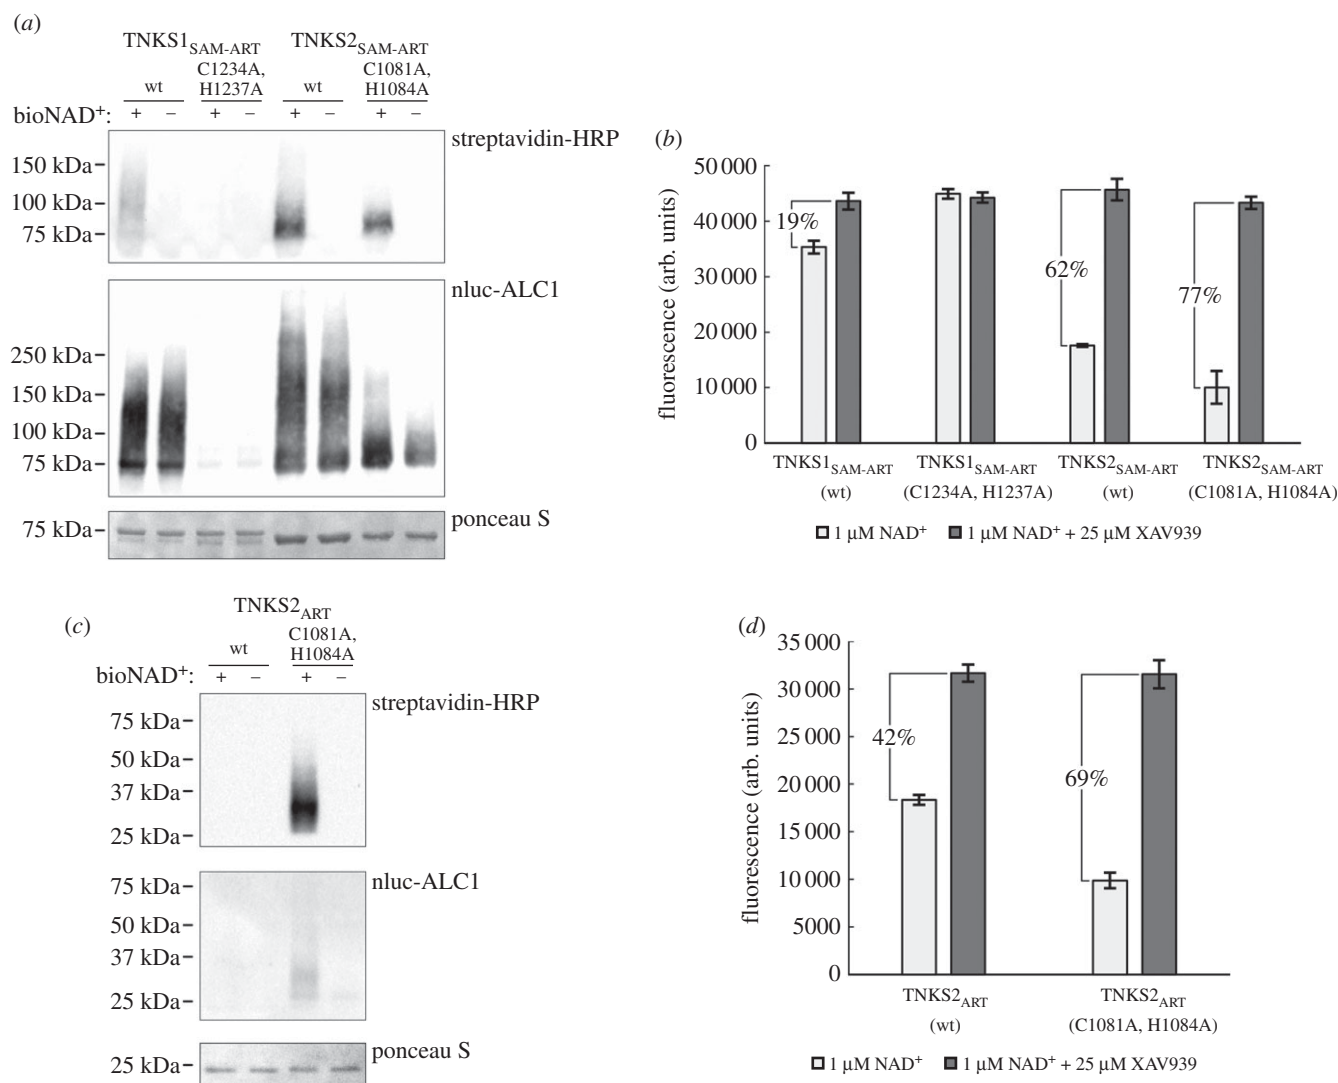 (a)
TNKS1SAM-ART TNKS2SAM-ART
wt C1234A, H1237A wt C1081A, H1084A
bioNAD+: + − + − + − + −
streptavidin-HRP
150 kDa
100 kDa
75 kDa
nluc-ALC1
250 kDa
150 kDa
100 kDa
75 kDa
ponceau S
75 kDa
(b)
fluorescence (arb. units)
50 000
40 000
30 000
20 000
10 000
0
19%
62%
77%
TNKS1SAM-ART (wt)
TNKS1SAM-ART (C1234A, H1237A)
TNKS2SAM-ART (wt)
TNKS2SAM-ART (C1081A, H1084A)
1 µM NAD+ 1 µM NAD+ + 25 µM XAV939
(c)
TNKS2ART
wt C1081A, H1084A
bioNAD+: + − + −
streptavidin-HRP
75 kDa
50 kDa
37 kDa
25 kDa
nluc-ALC1
75 kDa
50 kDa
37 kDa
25 kDa
ponceau S
25 kDa
(d)
fluorescence (arb. units)
35 000
30 000
25 000
20 000
15 000
10 000
5000
0
42%
69%
TNKS2ART (wt)
TNKS2ART (C1081A, H1084A)
1 µM NAD+ 1 µM NAD+ + 25 µM XAV939